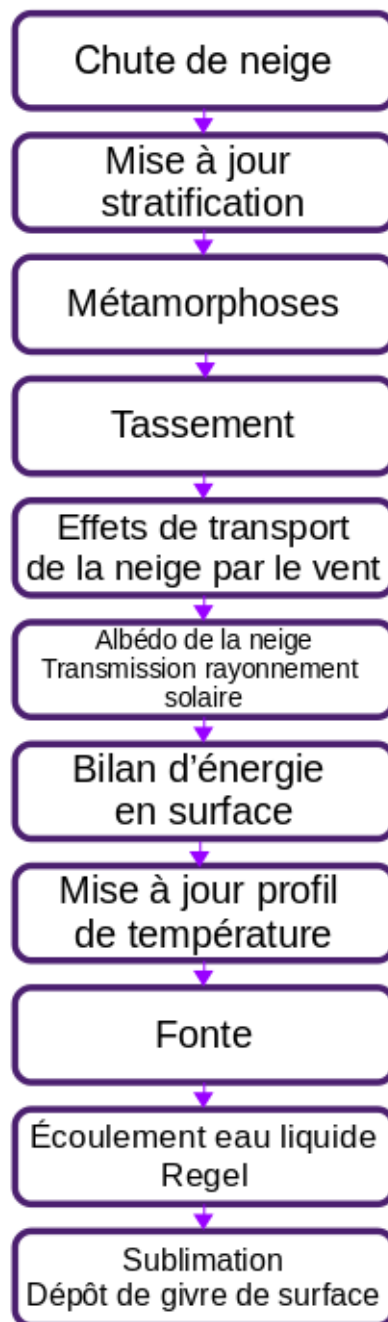 Chute de neige
Mise à jour
stratification
Métamorphoses
Tassement
Effets de transport
de la neige par le vent
Albédo de la neige
Transmission rayonnement
solaire
Bilan d’énergie
en surface
Mise à jour profil
de température
Fonte
Écoulement eau liquide
Regel
Sublimation
Dépôt de givre de surface